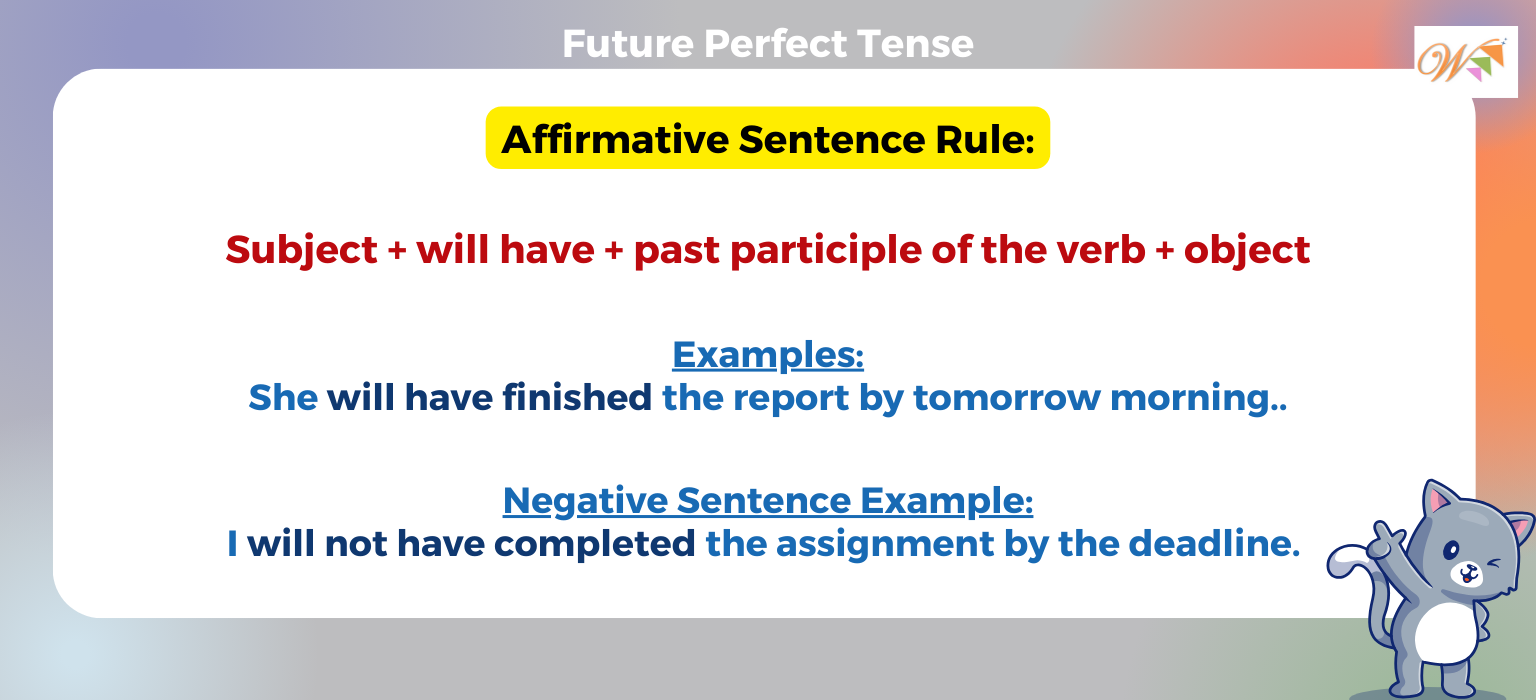 Future Perfect Tense
W
Affirmative Sentence Rule:
Subject + will have + past participle of the verb + object
Examples:
She will have finished the report by tomorrow morning..
Negative Sentence Example:
I will not have completed the assignment by the deadline.